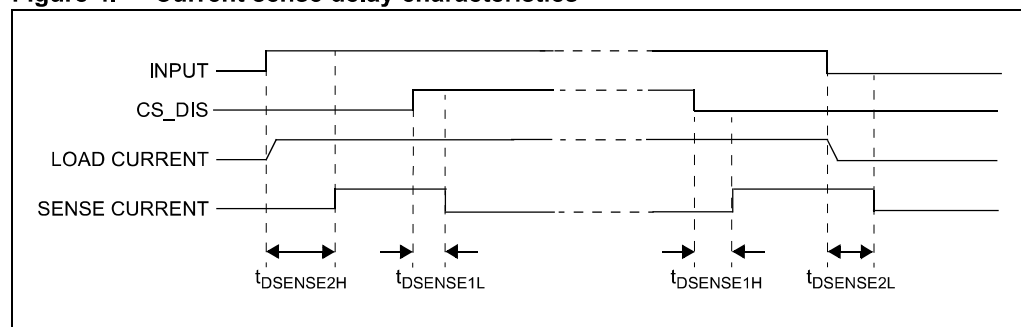 Figure 4. Current sense delay characteristics
INPUT
CS_DIS
LOAD CURRENT
SENSE CURRENT
tDSENSE2H tDSENSE1L tDSENSE1H tDSENSE2L